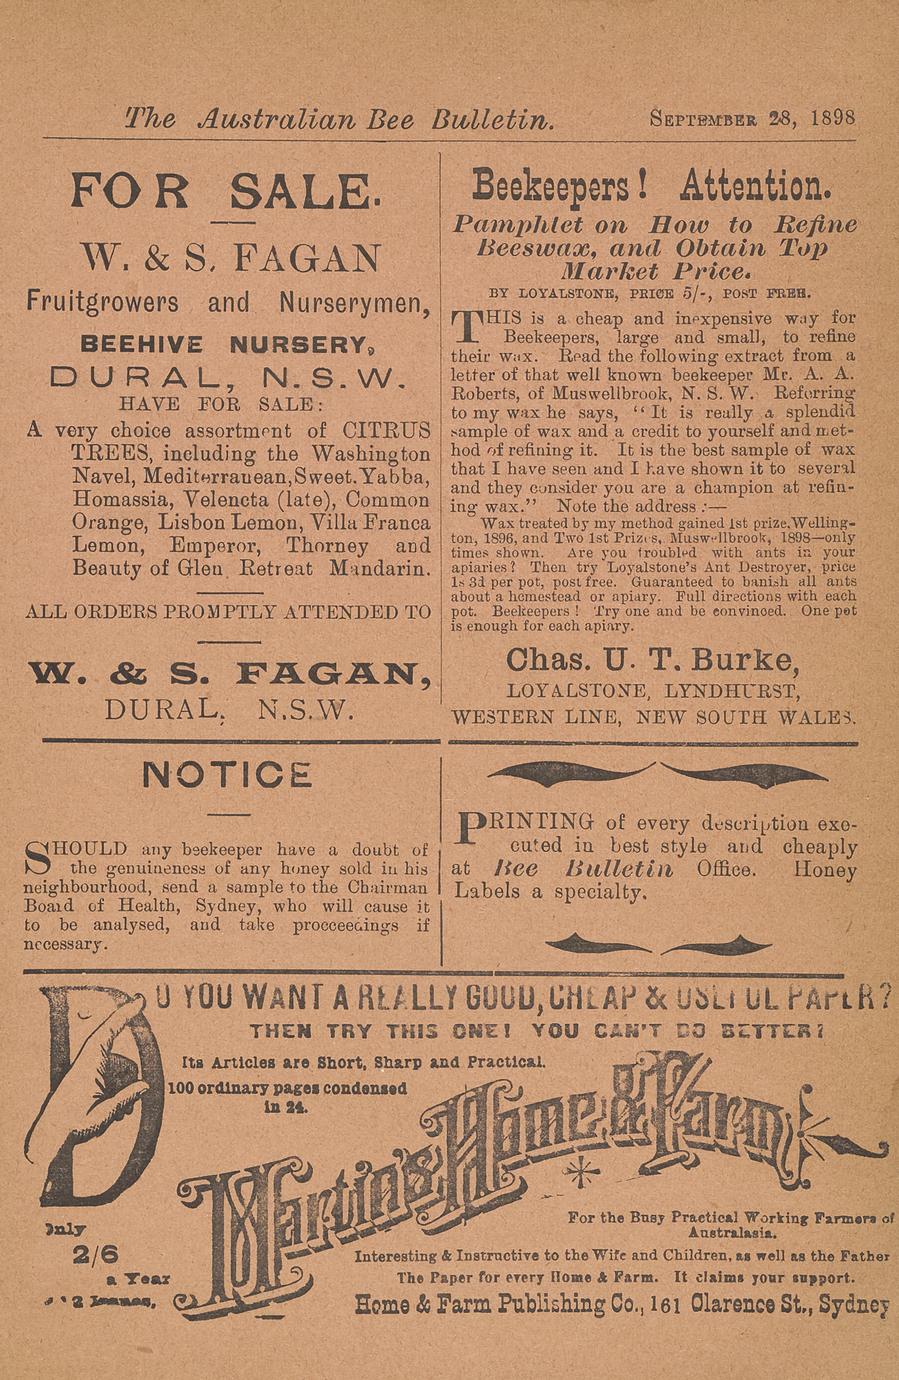 The Australian Bee Bulletin. SEPTEMBER 28, 1898
FOR SALE.
W. & S. FAGAN
Fruitgrowers and Nurserymen,
BEEHIVE NURSERY,
DURAL, N.S.W.
HAVE FOR SALE:
A very choice assortment of CITRUS
TREES, including the Washington
Navel, Mediterranean, Sweet. Yabba,
Homassia, Velencta (late), Common
Orange, Lisbon Lemon, Villa Franca
Lemon, Emperor, Thorney and
Beauty of Glen Retreat Mandarin.
ALL ORDERS PROMPTLY ATTENDED TO
W. & S. FAGAN,
DURAL, N.S.W.
Beekeepers! Attention.
Pamphlet on How to Refine
Beeswax, and Obtain Top
Market Price.
BY LOYALSTONE, PRICE 5/-, POST FREE.
THIS is a cheap and inexpensive way for
Beekeepers, large and small, to refine
their wax. Read the following extract from a
letter of that well known beekeeper Mr. A. A.
Roberts, of Muswellbrook, N. S. W. Referring
to my wax he says, "It is really a splendid
sample of wax and a credit to yourself and met-
hod of refining it. It is the best sample of wax
that I have seen and I have shown it to several
and they consider you are a champion at refin-
ing wax." Note the address:—
Wax treated by my method gained 1st prize, Welling-
ton, 1896, and Two 1st Prizes, Muswellbrook, 1898—only
times shown. Are you troubled with ants in your
apiaries? Then try Loyalstone's Ant Destroyer, price
1s 3d per pot, post free. Guaranteed to banish all ants
about a homestead or apiary. Full directions with each
pot. Beekeepers! Try one and be convinced. One pot
is enough for each apiary.
Chas. U. T. Burke,
LOYALSTONE, LYNDHURST,
WESTERN LINE, NEW SOUTH WALES.
NOTICE
SHOULD any beekeeper have a doubt of
the genuineness of any honey sold in his
neighbourhood, send a sample to the Chairman
Board of Health, Sydney, who will cause it
to be analysed, and take procceedings if
necessary.
PRINTING of every description exe-
cuted in best style and cheaply
at Bee Bulletin Office. Honey
Labels a specialty.
DO YOU WANT A REALLY GOOD, CHEAP & USEFUL PAPER?
THEN TRY THIS ONE! YOU CAN'T DO BETTER!
Its Articles are Short, Sharp and Practical.
100 ordinary pages condensed
in 24.
Martin's Home & Farm
Only
2/6
a Year
12 Issues.
For the Busy Practical Working Farmers of
Australasia.
Interesting & Instructive to the Wife and Children, as well as the Father
The Paper for every Home & Farm. It claims your support.
Home & Farm Publishing Co., 161 Clarence St., Sydney